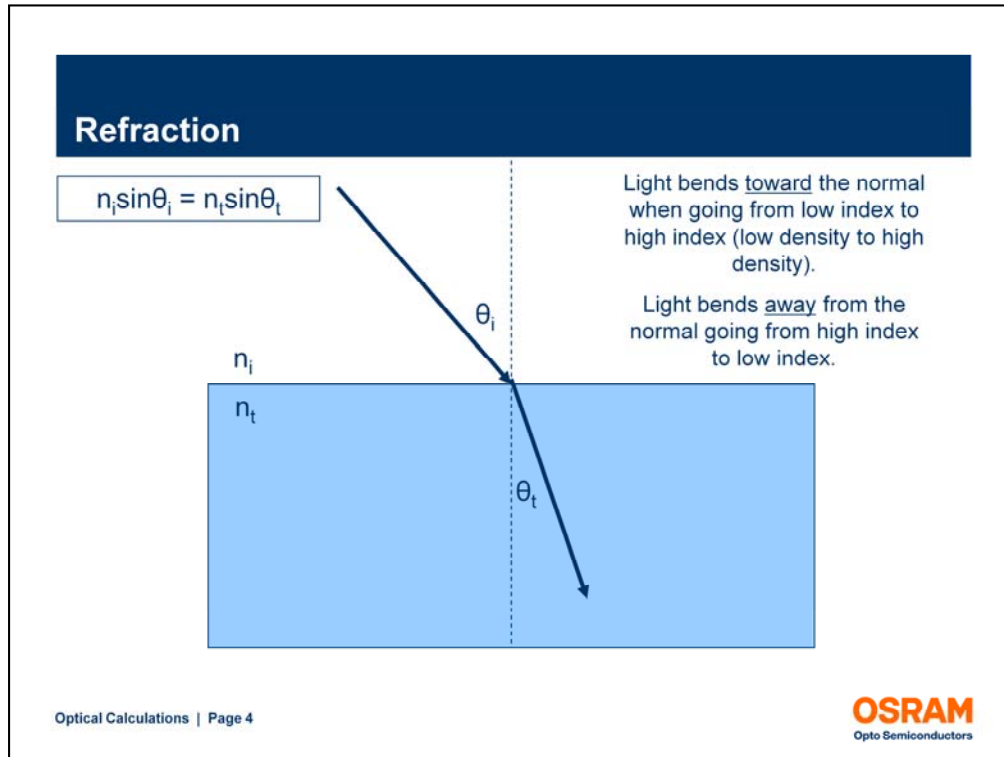 Refraction
nᵢsinθᵢ = nₜsinθₜ
Light bends toward the normal
when going from low index to
high index (low density to high
density).
Light bends away from the
normal going from high index
to low index.
θᵢ
nᵢ
nₜ
θₜ
Optical Calculations | Page 4
OSRAM
Opto Semiconductors